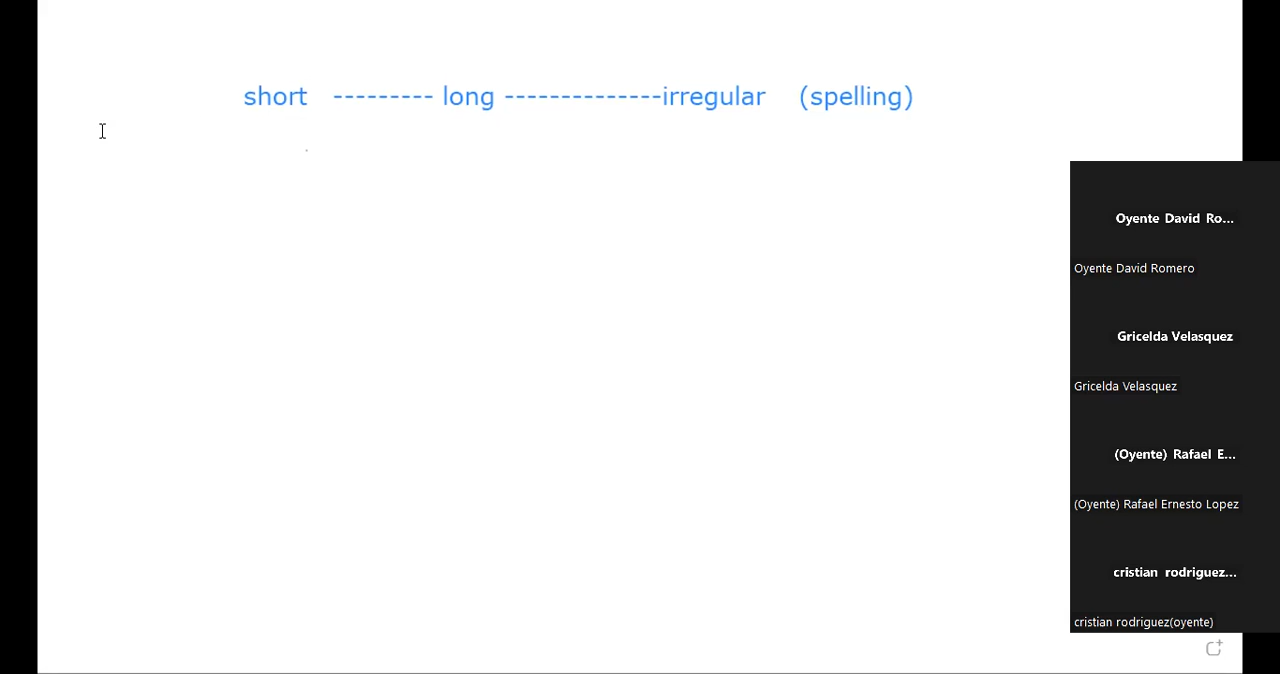 short --------- long --------------irregular (spelling)
Oyente David Ro...
Oyente David Romero
Gricelda Velasquez
Gricelda Velasquez
(Oyente) Rafael E...
(Oyente) Rafael Ernesto Lopez
cristian rodriguez...
cristian rodriguez(oyente)